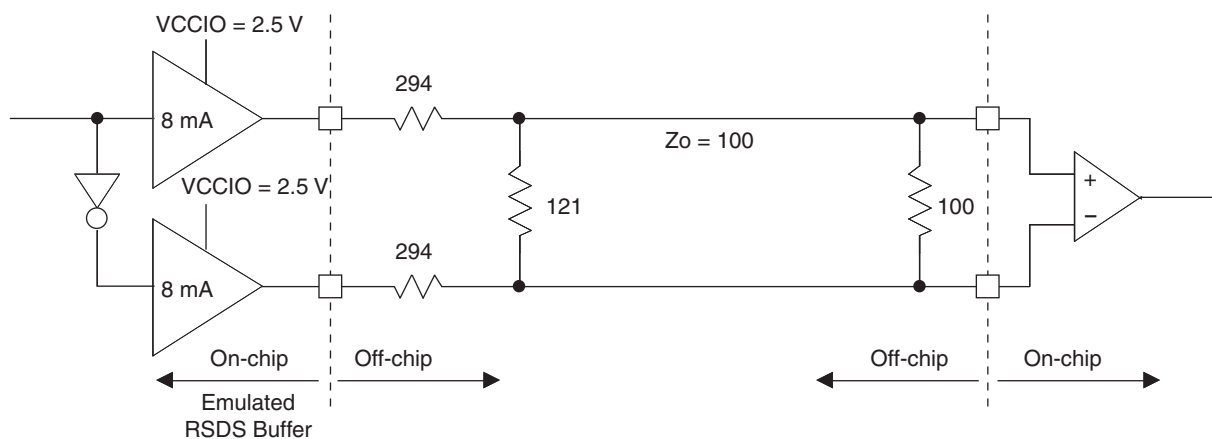 VCCIO = 2.5 V
294
8 mA
Zo = 100
VCCIO = 2.5 V
121
100
+
–
294
8 mA
On-chip
Off-chip
Off-chip
On-chip
Emulated
RSDS Buffer